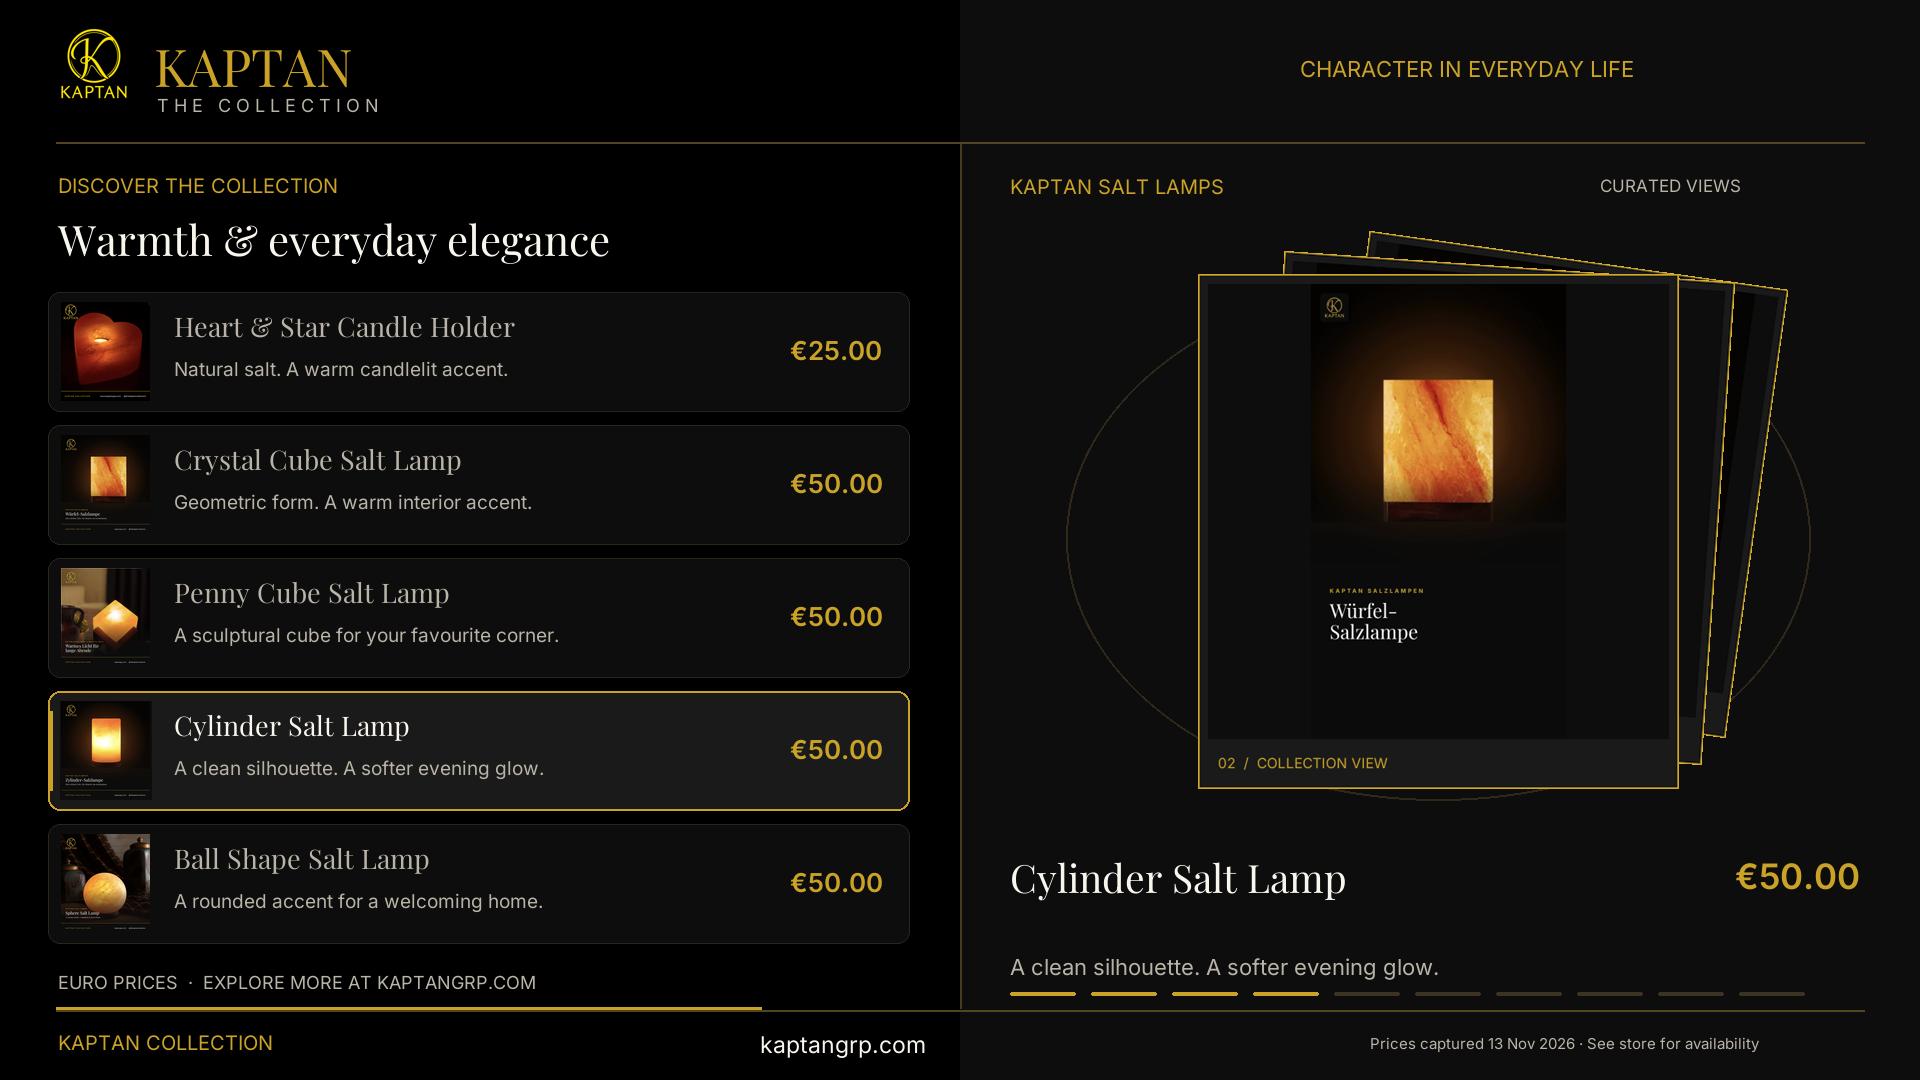 KAPTAN
KAPTAN
THE COLLECTION
CHARACTER IN EVERYDAY LIFE
DISCOVER THE COLLECTION
Warmth & everyday elegance
Heart & Star Candle Holder
Natural salt. A warm candlelit accent.
€25.00
Crystal Cube Salt Lamp
Geometric form. A warm interior accent.
€50.00
Penny Cube Salt Lamp
A sculptural cube for your favourite corner.
€50.00
Cylinder Salt Lamp
A clean silhouette. A softer evening glow.
€50.00
Ball Shape Salt Lamp
A rounded accent for a welcoming home.
€50.00
EURO PRICES · EXPLORE MORE AT KAPTANGRP.COM
KAPTAN SALT LAMPS
CURATED VIEWS
KAPTAN
KAPTAN SALZLAMPEN
Würfel-
Salzlampe
02 / COLLECTION VIEW
Cylinder Salt Lamp
€50.00
A clean silhouette. A softer evening glow.
KAPTAN COLLECTION
kaptangrp.com
Prices captured 13 Nov 2026 · See store for availability